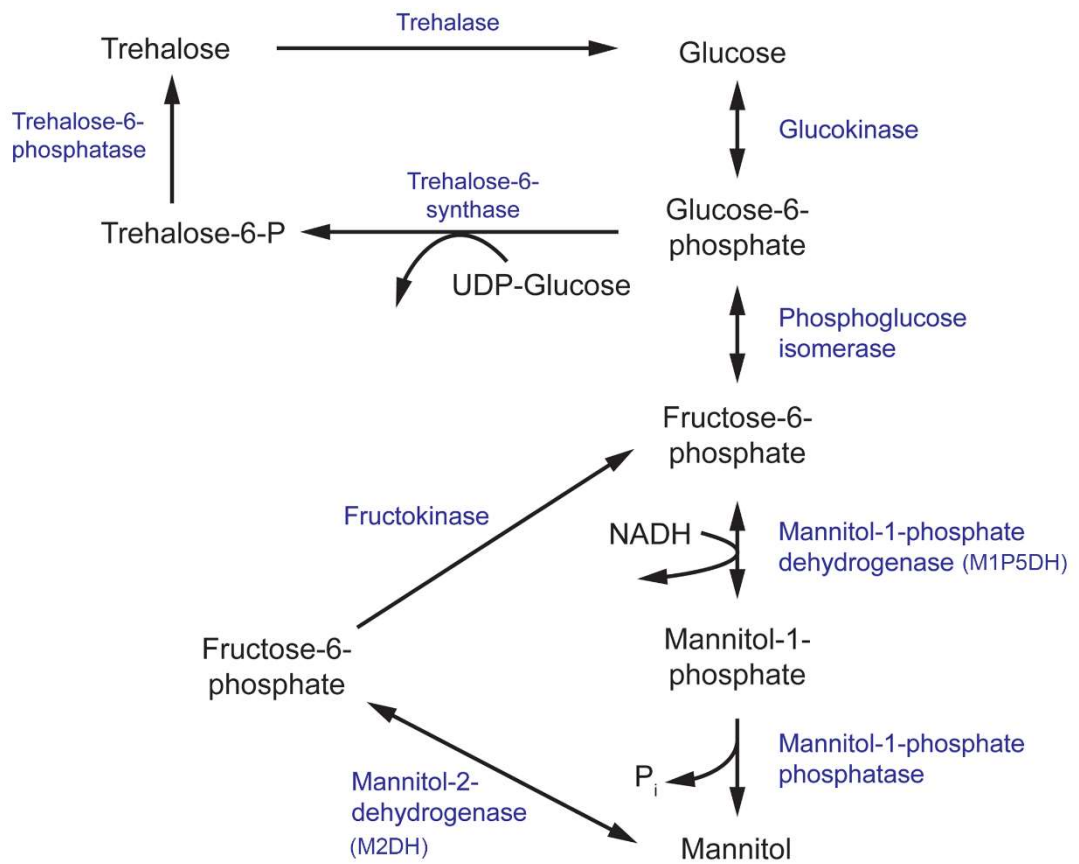 Trehalase
Trehalose
Glucose
Trehalose-6-
phosphatase
Glucokinase
Trehalose-6-
synthase
Trehalose-6-P
Glucose-6-
phosphate
UDP-Glucose
Phosphoglucose
isomerase
Fructose-6-
phosphate
Fructokinase
NADH
Mannitol-1-phosphate
dehydrogenase (M1P5DH)
Fructose-6-
phosphate
Mannitol-1-
phosphate
Mannitol-2-
dehydrogenase
(M2DH)
Pi
Mannitol-1-phosphate
phosphatase
Mannitol